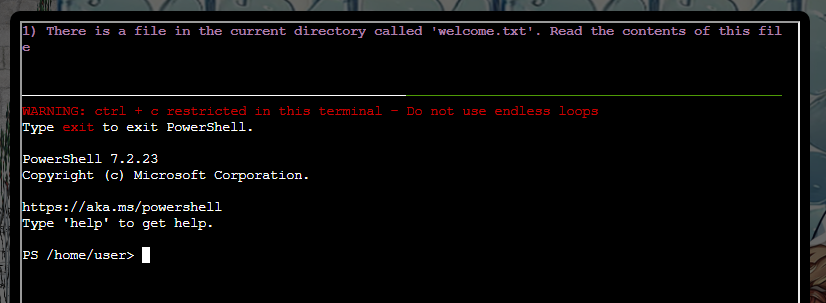 1) There is a file in the current directory called 'welcome.txt'. Read the contents of this fil
e
WARNING: ctrl + c restricted in this terminal - Do not use endless loops
Type exit to exit PowerShell.
PowerShell 7.2.23
Copyright (c) Microsoft Corporation.
https://aka.ms/powershell
Type 'help' to get help.
PS /home/user>